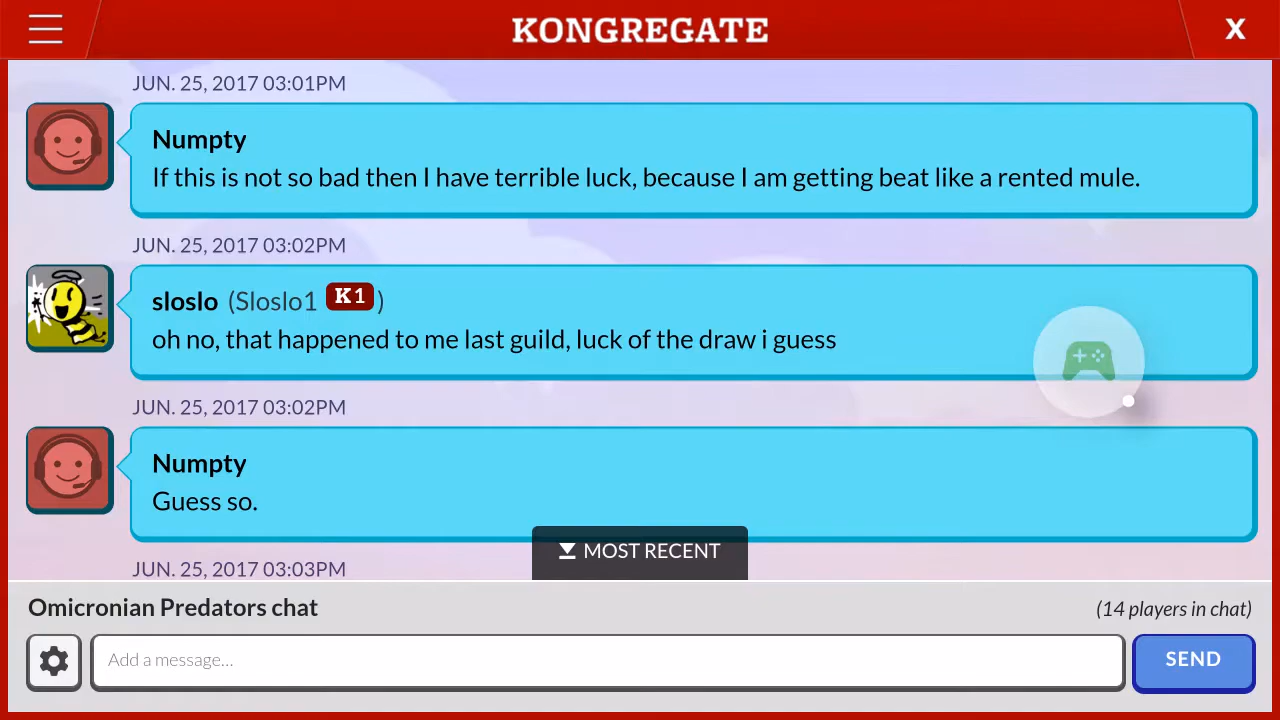 KONGREGATE
X
JUN. 25, 2017 03:01PM
Numpty
If this is not so bad then I have terrible luck, because I am getting beat like a rented mule.
JUN. 25, 2017 03:02PM
sloslo (Sloslo1 K1)
oh no, that happened to me last guild, luck of the draw i guess
JUN. 25, 2017 03:02PM
Numpty
Guess so.
MOST RECENT
JUN. 25, 2017 03:03PM
Omicronian Predators chat
(14 players in chat)
Add a message...
SEND